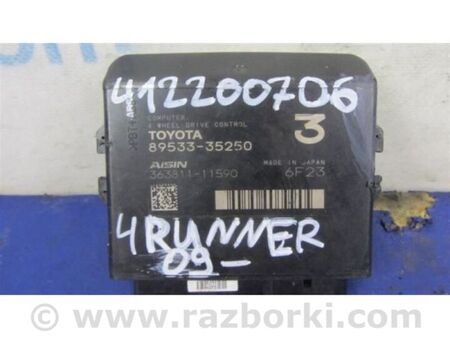 412200706
COMPUTER
4 WHEEL DRIVE CONTROL
TOYOTA
89533-35250
3
AISIN
MADE IN JAPAN
363811-11590
6F23
4RUNNER
09-
www.razborki.com